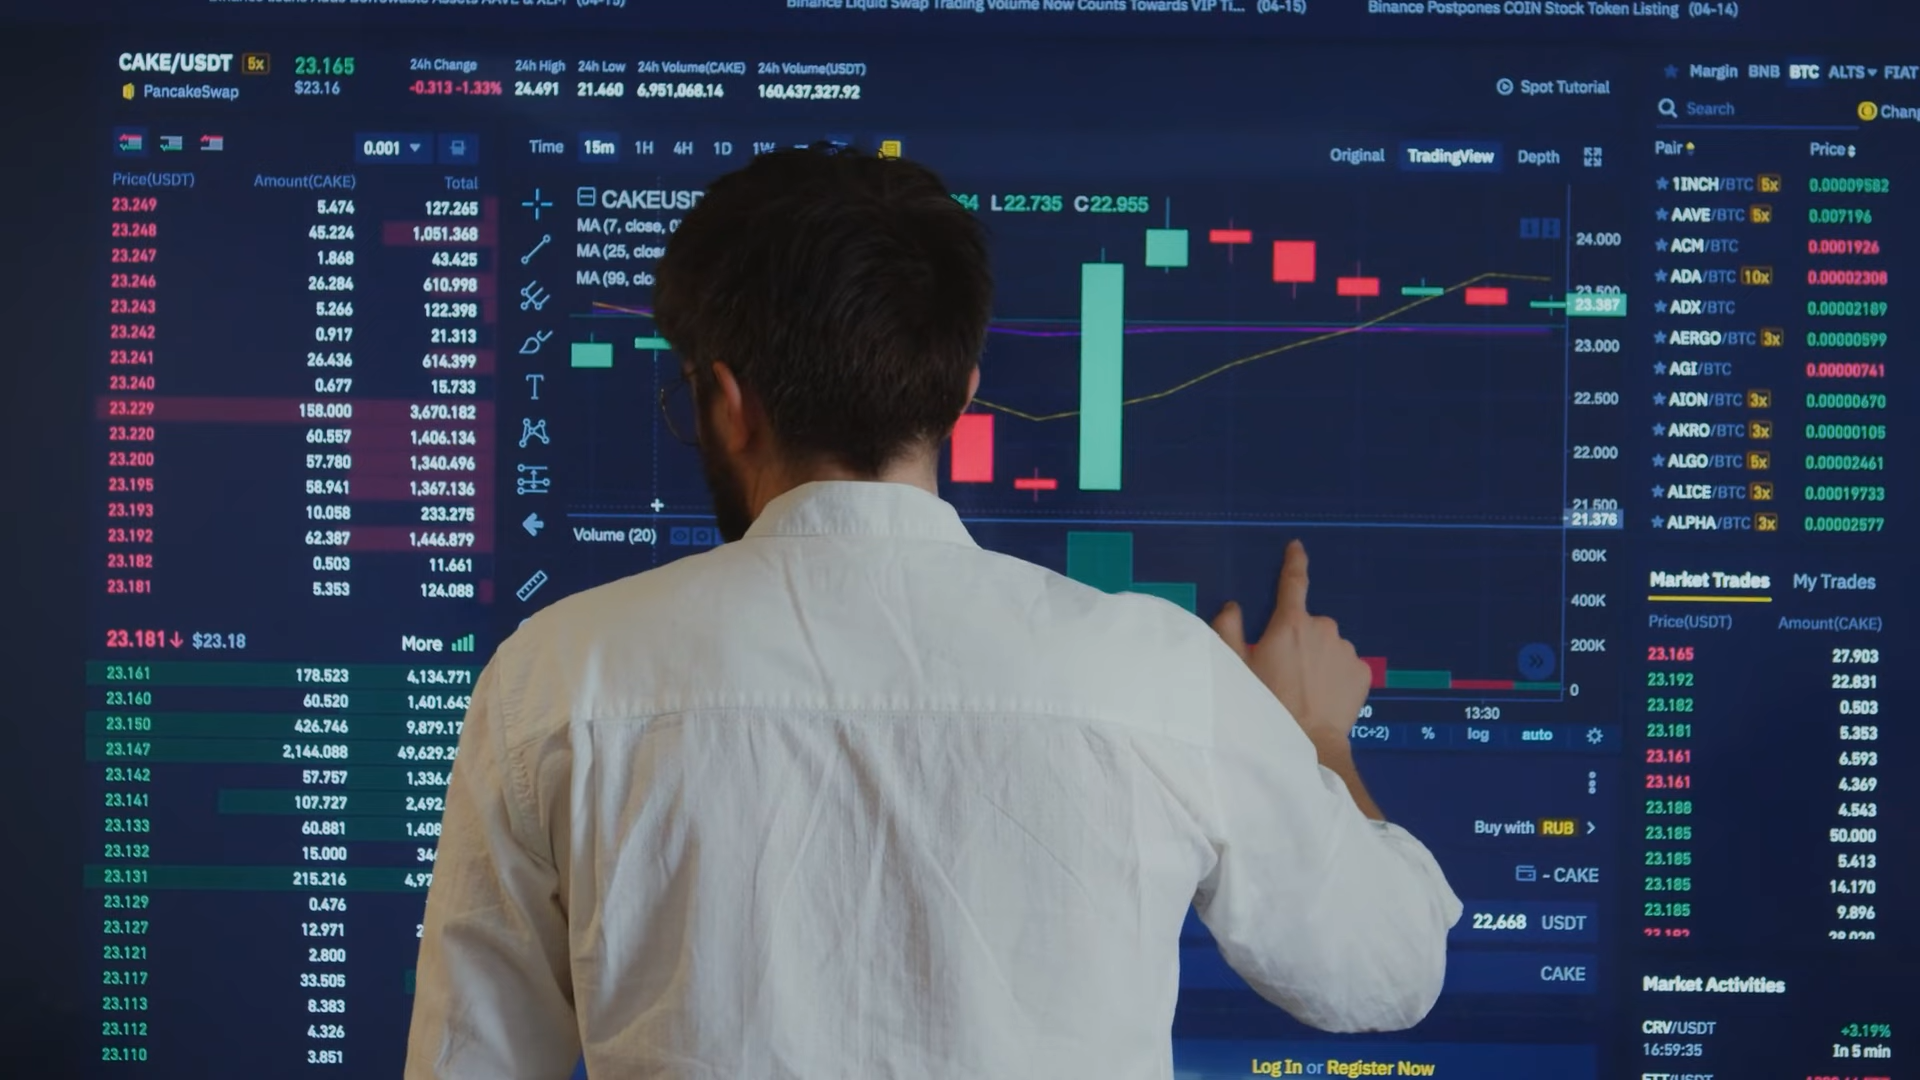 Binance Liquid Swap Trading Volume Now Counts Towards VIP Ti... (04-15)
Binance Postpones COIN Stock Token Listing (04-14)
CAKE/USDT 5x 23.165
PancakeSwap $23.16
24h Change 24h High 24h Low 24h Volume(CAKE) 24h Volume(USDT)
-0.313 -1.33% 24.491 21.460 6,951,068.14 160,437,327.92
Spot Tutorial
0.001
Price(USDT) Amount(CAKE) Total
23.249 5.474 127.265
23.248 45.224 1,051.368
23.247 1.868 43.425
23.246 26.284 610.998
23.243 5.266 122.398
23.242 0.917 21.313
23.241 26.436 614.399
23.240 0.677 15.733
23.229 158.000 3,670.182
23.220 60.557 1,406.134
23.200 57.780 1,340.496
23.195 58.941 1,367.136
23.193 10.058 233.275
23.192 62.387 1,446.879
23.182 0.503 11.661
23.181 5.353 124.088
23.181 $23.18 More
23.161 178.523 4,134.771
23.160 60.520 1,401.643
23.150 426.746 9,879.17
23.147 2,144.088 49,629.2
23.142 57.757 1,336.
23.141 107.727 2,492.
23.133 60.881 1,408
23.132 15.000 34
23.131 215.216 4,97
23.129 0.476
23.127 12.971 2
23.121 2.800
23.117 33.505
23.113 8.383
23.112 4.326
23.110 3.851
Time 15m 1H 4H 1D 1W
Original TradingView Depth
CAKEUSD L22.735 C22.955
MA (7, close, 0
MA (25, close
MA (99, clo
24.000
23.500
23.387
23.000
22.500
22.000
21.500
21.376
Volume (20)
600K
400K
200K
0
13:30
TC+2) % log auto
Buy with RUB
- CAKE
22,668 USDT
CAKE
Log In or Register Now
Margin BNB BTC ALTS FIAT
Search Chang
Pair Price
1INCH/BTC 5x 0.00009582
AAVE/BTC 5x 0.007196
ACM/BTC 0.0001926
ADA/BTC 10x 0.00002308
ADX/BTC 0.00002189
AERGO/BTC 3x 0.00000599
AGI/BTC 0.00000741
AION/BTC 3x 0.00000670
AKRO/BTC 3x 0.00000105
ALGO/BTC 5x 0.00002461
ALICE/BTC 3x 0.00019733
ALPHA/BTC 3x 0.00002577
Market Trades My Trades
Price(USDT) Amount(CAKE)
23.165 27.903
23.192 22.831
23.182 0.503
23.181 5.353
23.161 6.593
23.161 4.369
23.188 4.543
23.185 50.000
23.185 5.413
23.185 14.170
23.185 9.896
Market Activities
CRV/USDT +3.19%
16:59:35 In 5 min